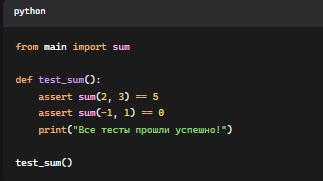 python
from main import sum
def test_sum():
    assert sum(2, 3) == 5
    assert sum(-1, 1) == 0
    print("Все тесты прошли успешно!")
test_sum()